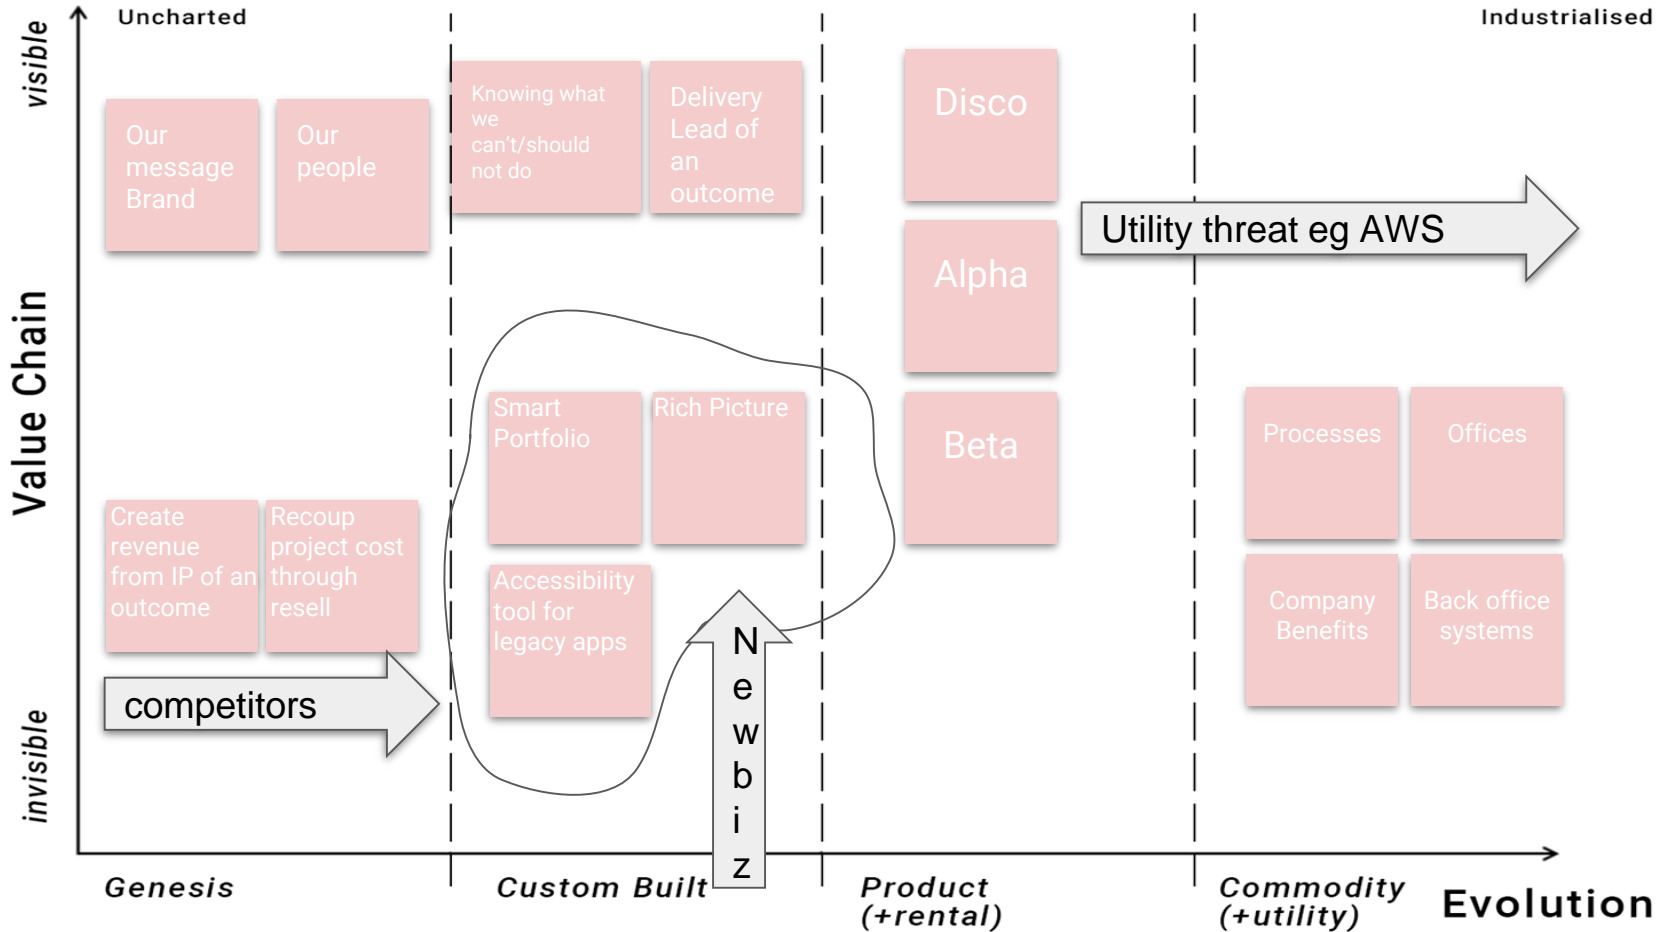 Uncharted
Industrialised
visible
Value Chain
invisible
Our
message
Brand
Our
people
Knowing what
we
can't/should
not do
Delivery
Lead of
an
outcome
Disco
Alpha
Beta
Utility threat eg AWS
Smart
Portfolio
Rich Picture
Accessibility
tool for
legacy apps
Create
revenue
from IP of an
outcome
Recoup
project cost
through
resell
competitors
N
e
w
b
i
z
Processes
Offices
Company
Benefits
Back office
systems
Genesis
Custom Built
Product
(+rental)
Commodity
(+utility)
Evolution